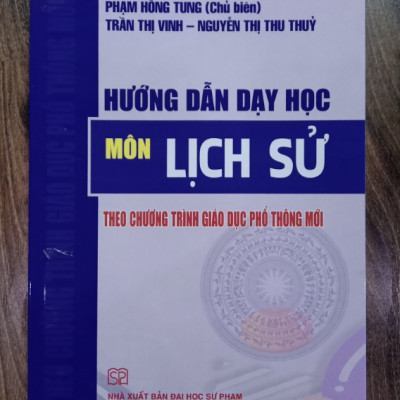 PHẠM HỒNG TUNG (Chủ biên)
TRẦN THỊ VINH – NGUYỄN THỊ THU THUỶ
HƯỚNG DẪN DẠY HỌC
MÔN LỊCH SỬ
THEO CHƯƠNG TRÌNH GIÁO DỤC PHỔ THÔNG MỚI
SP
NHÀ XUẤT BẢN ĐẠI HỌC SƯ PHẠM